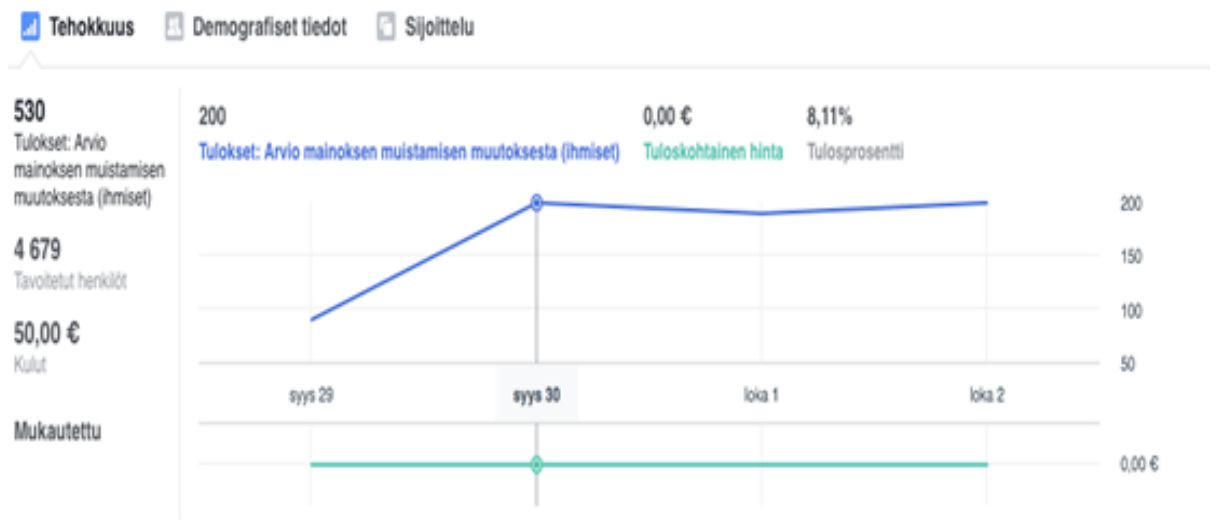 Tehokkuus Demografiset tiedot Sijoittelu
530
Tulokset: Arvio
mainoksen muistamisen
muutoksesta (ihmiset)
4 679
Tavoitetut henkilöt
50,00 €
Kulut
Mukautettu
200 0,00 € 8,11%
Tulokset: Arvio mainoksen muistamisen muutoksesta (ihmiset) Tuloskohtainen hinta Tulosprosentti
200
150
100
50
syys 29 syys 30 loka 1 loka 2
0,00 €